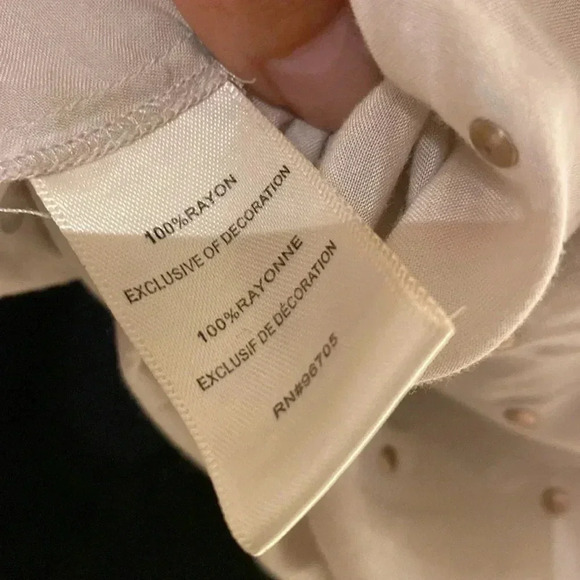 100%RAYON
EXCLUSIVE OF DECORATION
100%RAYONNE
EXCLUSIF DE DÉCORATION
RN#96705